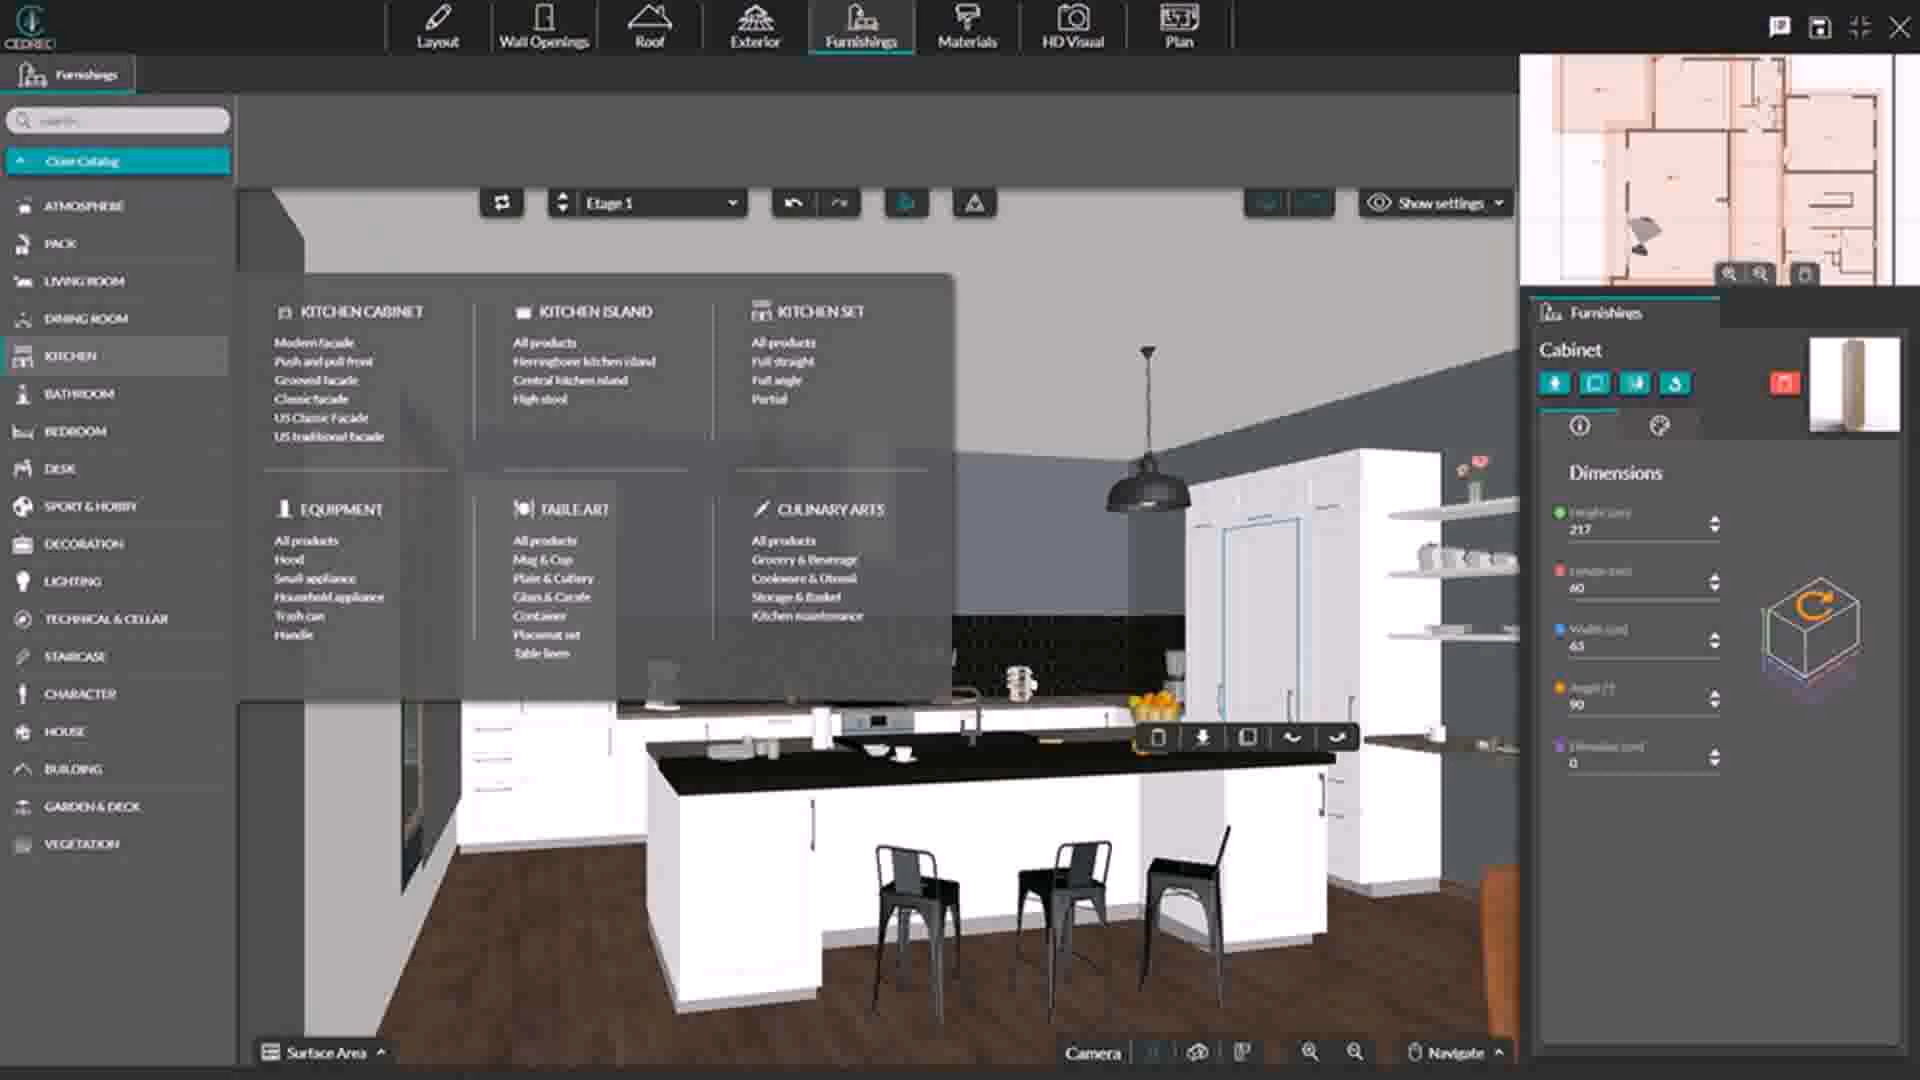 CEDREO
Layout
Wall Openings
Roof
Exterior
Furnishings
Materials
HD Visual
Plan
Furnishings
Close Catalog
ATMOSPHERE
PACK
LIVING ROOM
DINING ROOM
KITCHEN
BATHROOM
BEDROOM
DESK
SPORT & HOBBY
DECORATION
LIGHTING
TECHNICAL & CELLAR
STAIRCASE
CHARACTER
HOUSE
BUILDING
GARDEN & DECK
VEGETATION
Etage 1
Show settings
KITCHEN CABINET
Modern facade
Push and pull front
Grooved facade
Classic facade
US Classic Facade
US traditional facade
KITCHEN ISLAND
All products
Herringbone kitchen island
Central kitchen island
High stool
KITCHEN SET
All products
Full straight
Full angle
Partial
EQUIPMENT
All products
Hood
Small appliance
Household appliance
Trash can
Handle
TABLE ART
All products
Mug & Cup
Plate & Cutlery
Glass & Carafe
Container
Placemat set
Table linen
CULINARY ARTS
All products
Grocery & Beverage
Cookware & Utensil
Storage & Basket
Kitchen maintenance
Furnishings
Cabinet
Dimensions
Height (cm)
217
60
Width (cm)
63
Angle (°)
90
0
Surface Area
Camera
Navigate